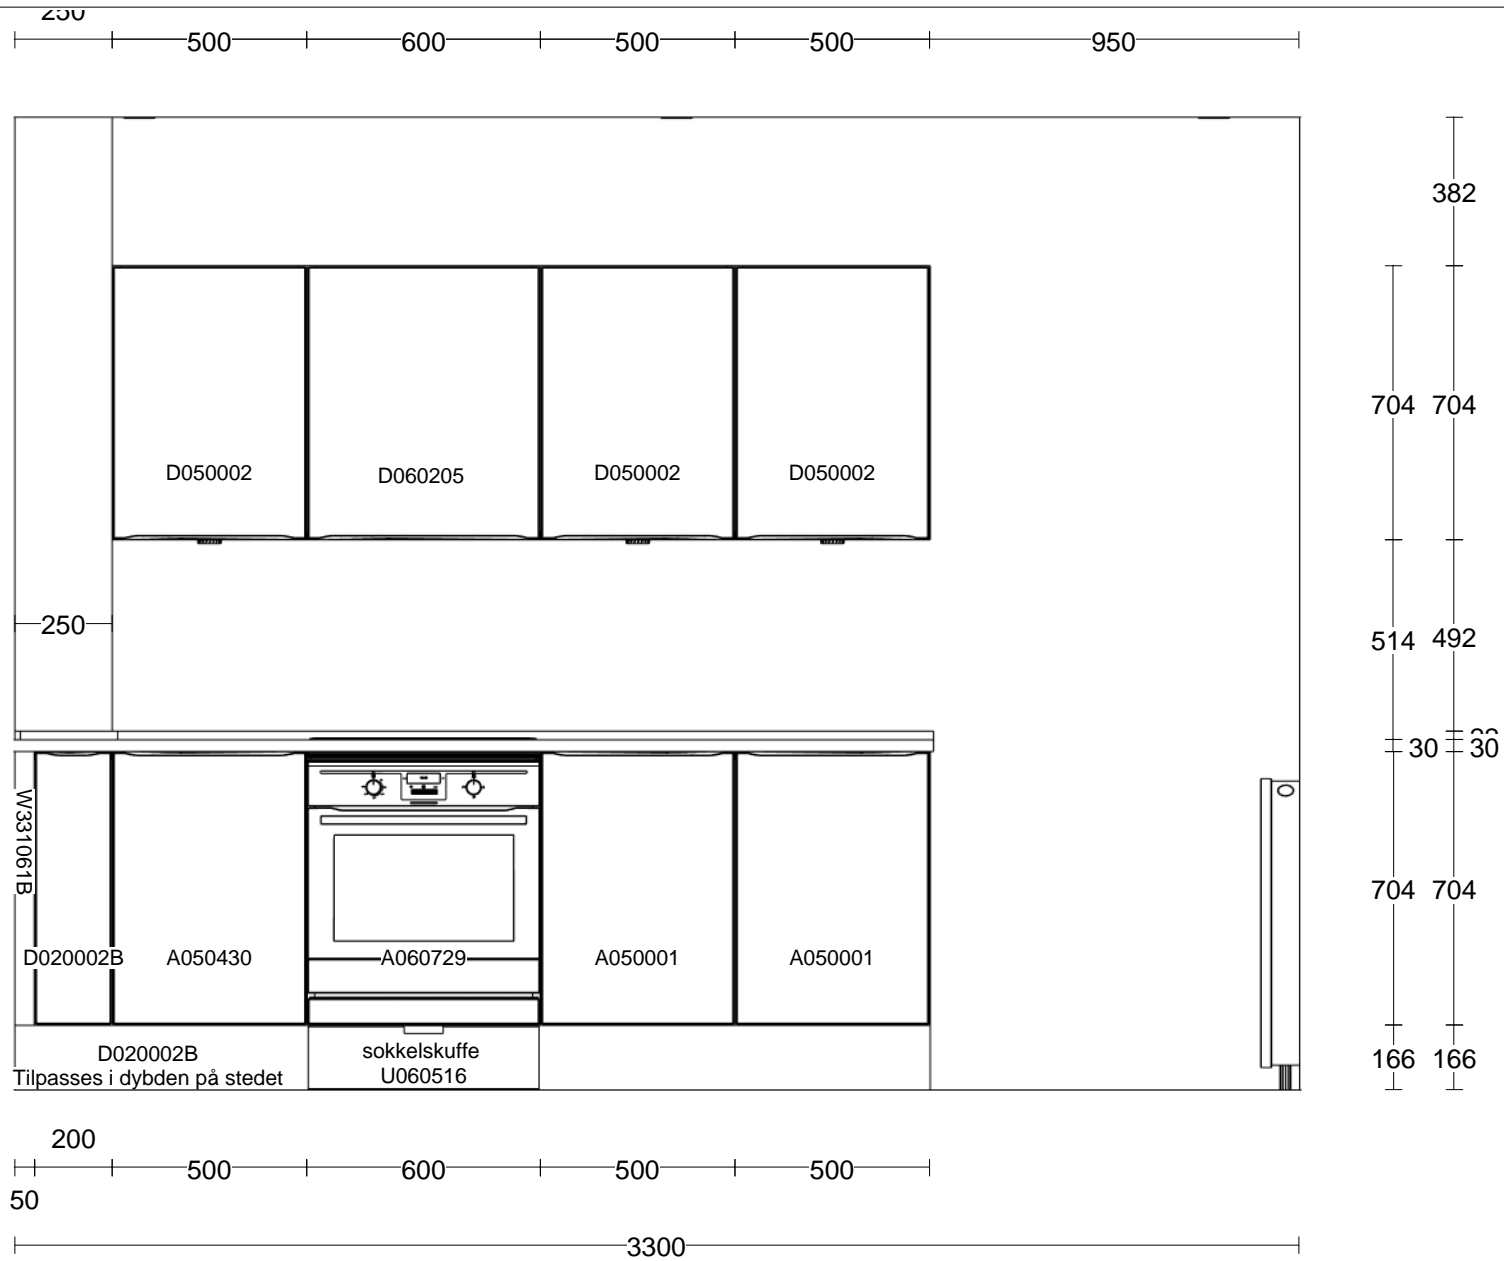 250
500 600 500 500 950
382
704 704
D050002 D060205 D050002 D050002
250
514 492
30 30
W331061B
704 704
D020002B A050430 A060729 A050001 A050001
D020002B
Tilpasses i dybden på stedet
sokkelskuffe
U060516
166 166
200
500 600 500 500
50
3300